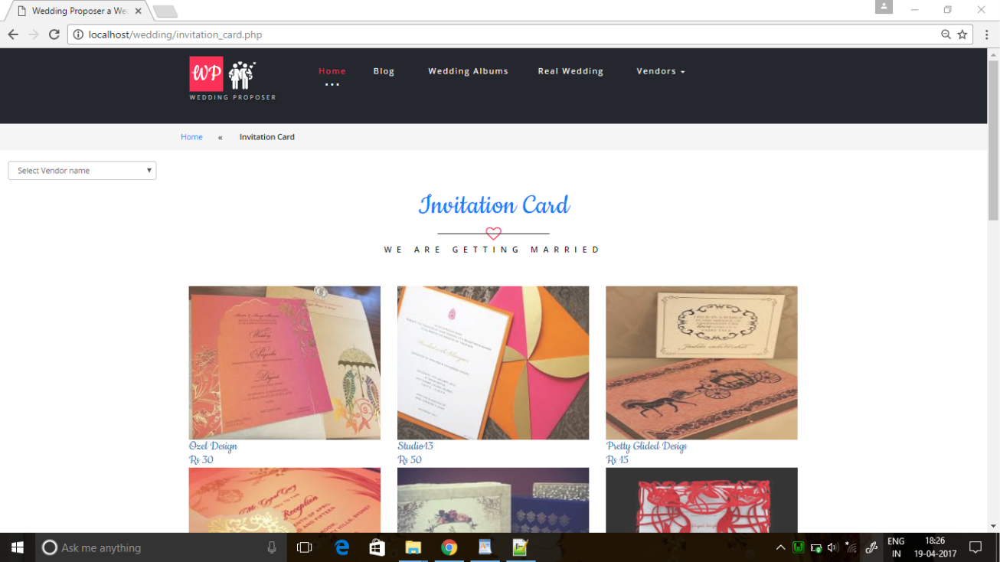 Wedding Proposer a We
localhost/wedding/invitation_card.php
WP
WEDDING PROPOSER
Home Blog Wedding Albums Real Wedding Vendors
Home « Invitation Card
Select Vendor name
Invitation Card
WE ARE GETTING MARRIED
Wedding
Ozel Design
Rs 30
Studio13
Rs 50
Pretty Glided Desigs
Rs 15
Reception
Ask me anything
ENG
IN
18:26
19-04-2017